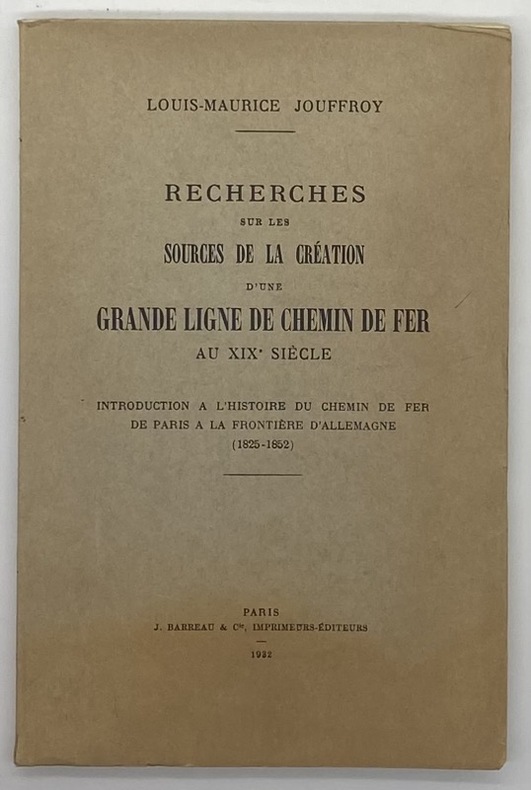 LOUIS-MAURICE JOUFFROY
RECHERCHES
SUR LES
SOURCES DE LA CRÉATION
D'UNE
GRANDE LIGNE DE CHEMIN DE FER
AU XIXe SIÈCLE
INTRODUCTION A L'HISTOIRE DU CHEMIN DE FER
DE PARIS A LA FRONTIÈRE D'ALLEMAGNE
(1825-1852)
PARIS
J. BARREAU & Cie, IMPRIMEURS-ÉDITEURS
1932